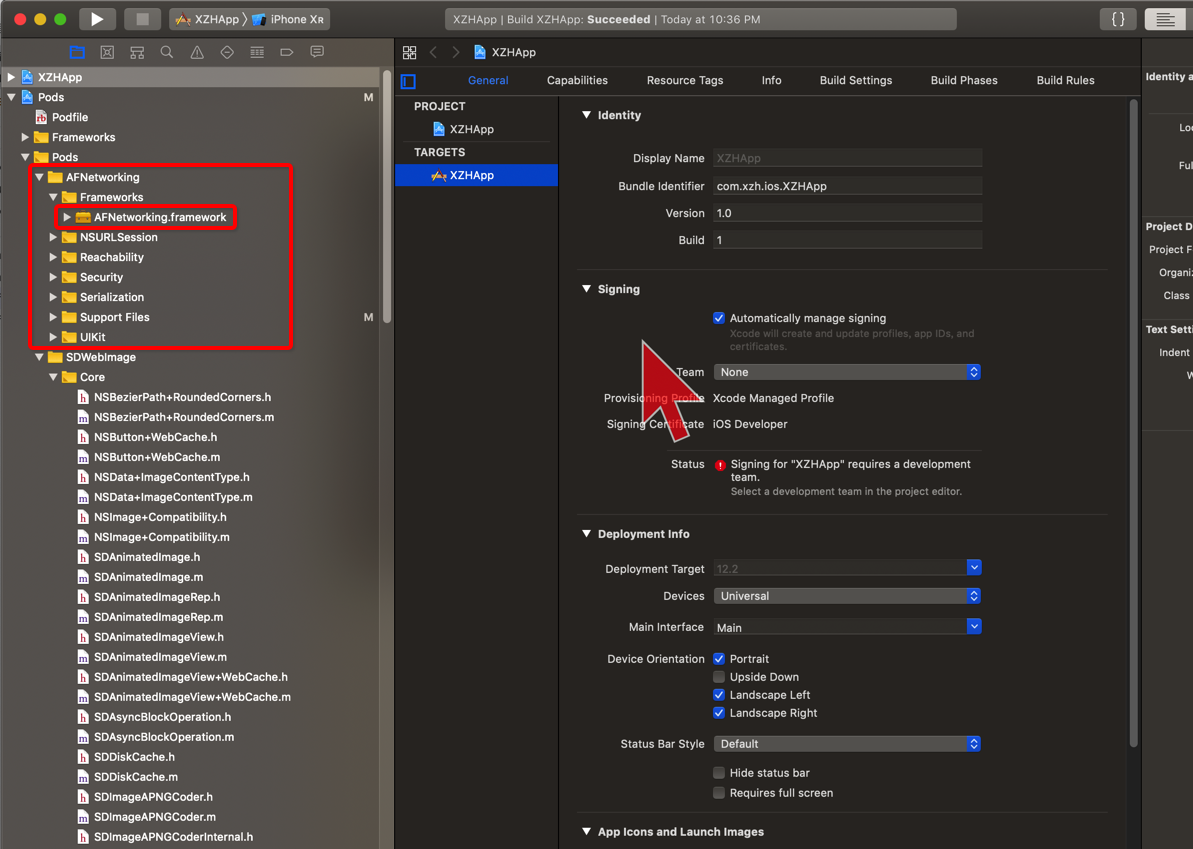 XZHApp
iPhone XR
XZHApp | Build XZHApp: Succeeded | Today at 10:36 PM
{ }
XZHApp
XZHApp
Pods
M
Podfile
Frameworks
Pods
AFNetworking
Frameworks
AFNetworking.framework
NSURLSession
Reachability
Security
Serialization
Support Files
M
UIKit
SDWebImage
Core
NSBezierPath+RoundedCorners.h
NSBezierPath+RoundedCorners.m
NSButton+WebCache.h
NSButton+WebCache.m
NSData+ImageContentType.h
NSData+ImageContentType.m
NSImage+Compatibility.h
NSImage+Compatibility.m
SDAnimatedImage.h
SDAnimatedImage.m
SDAnimatedImageRep.h
SDAnimatedImageRep.m
SDAnimatedImageView.h
SDAnimatedImageView.m
SDAnimatedImageView+WebCache.h
SDAnimatedImageView+WebCache.m
SDAsyncBlockOperation.h
SDAsyncBlockOperation.m
SDDiskCache.h
SDDiskCache.m
SDImageAPNGCoder.h
SDImageAPNGCoder.m
SDImageAPNGCoderInternal.h
General
Capabilities
Resource Tags
Info
Build Settings
Build Phases
Build Rules
PROJECT
XZHApp
TARGETS
XZHApp
Identity
Display Name XZHApp
Bundle Identifier com.xzh.ios.XZHApp
Version 1.0
Build 1
Signing
Automatically manage signing
Xcode will create and update profiles, app IDs, and
certificates.
Team None
Provisioning Profile Xcode Managed Profile
Signing Certificate iOS Developer
Status Signing for "XZHApp" requires a development
team.
Select a development team in the project editor.
Deployment Info
Deployment Target 12.2
Devices Universal
Main Interface Main
Device Orientation Portrait
Upside Down
Landscape Left
Landscape Right
Status Bar Style Default
Hide status bar
Requires full screen
App Icons and Launch Images
Identity a
Loc
Full
Project D
Project F
Organiz
Class
Text Setti
Indent
W